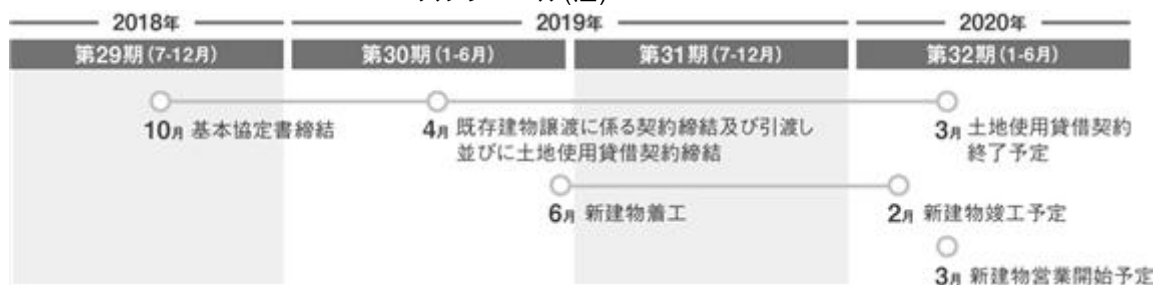 2018年 2019年 2020年
第29期(7-12月) 第30期(1-6月) 第31期(7-12月) 第32期(1-6月)
10月 基本協定書締結
4月 既存建物譲渡に係る契約締結及び引渡し
並びに土地使用貸借契約締結
3月 土地使用貸借契約
終了予定
6月 新建物着工
2月 新建物竣工予定
3月 新建物営業開始予定